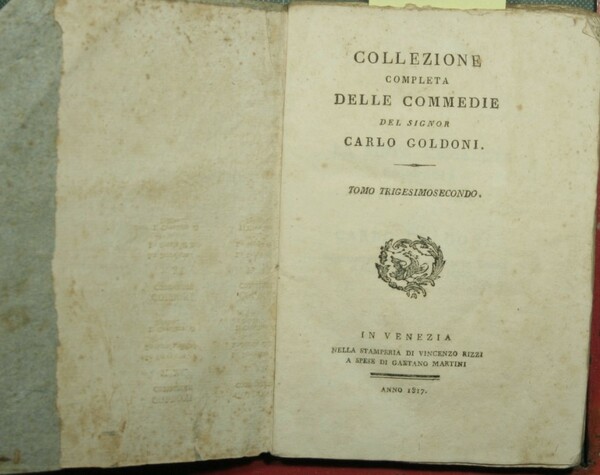 COLLEZIONE
COMPLETA
DELLE COMMEDIE
DEL SIGNOR
CARLO GOLDONI.
TOMO TRIGESIMOSECONDO.
IN VENEZIA
NELLA STAMPERIA DI VINCENZO RIZZI
A SPESE DI GAETANO MARTINI
ANNO 1817.